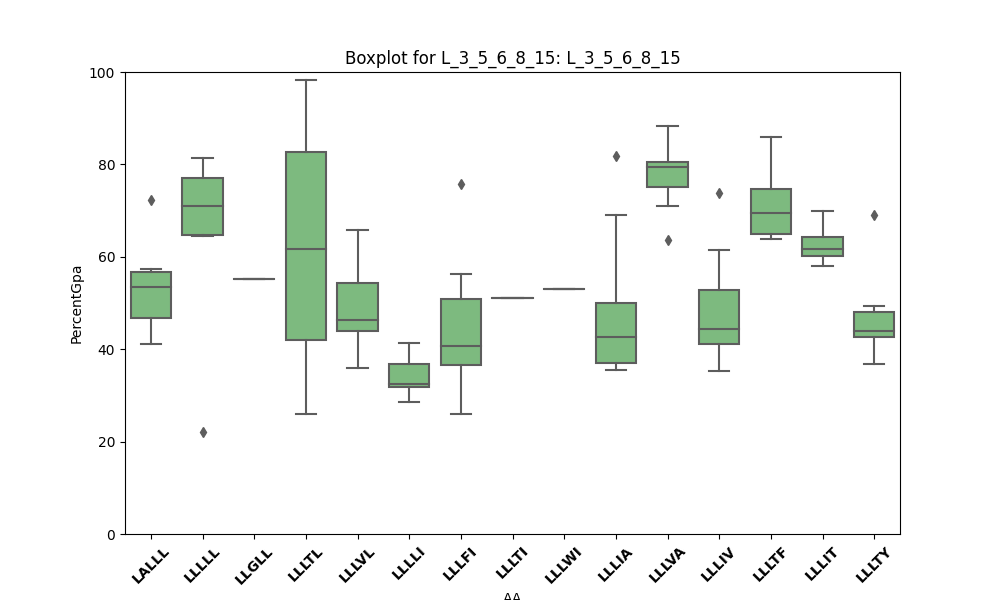 Boxplot for L_3_5_6_8_15: L_3_5_6_8_15
100
80
60
40
20
0
PercentGpa
LALLL LLLLL LLGLL LLLTL LLLVL LLLLI LLLFI LLLTI LLLWI LLLIA LLLVA LLLIV LLLTF LLLIT LLLTY
AA